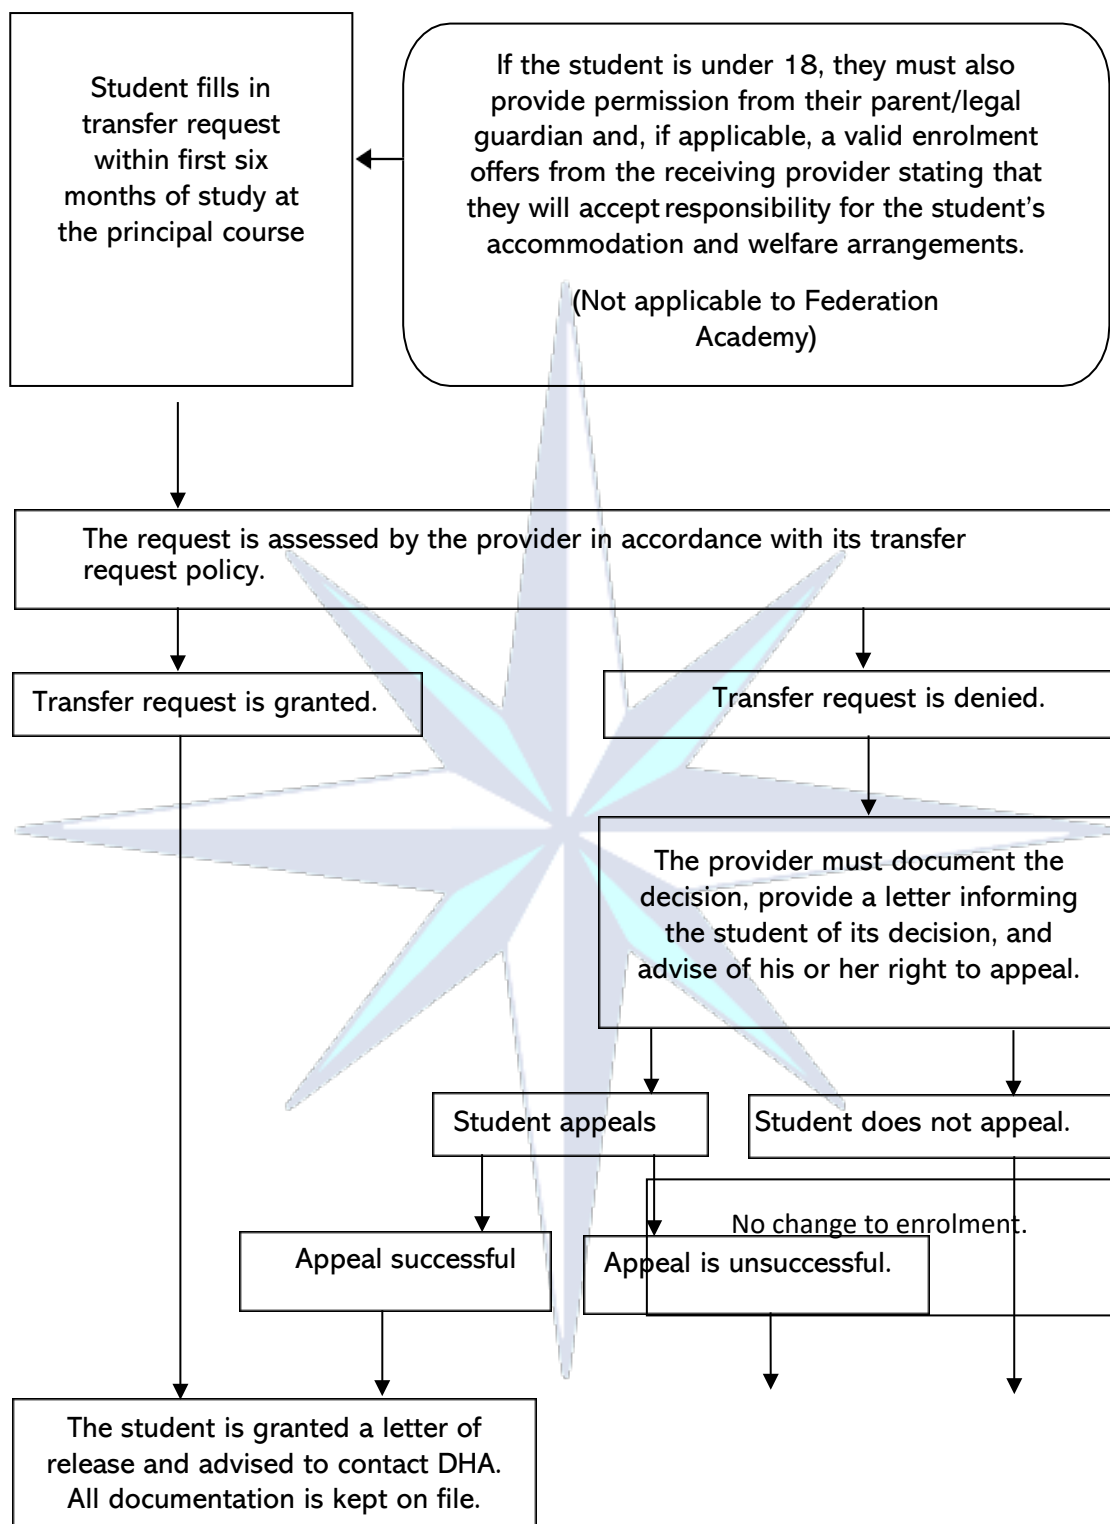 Student fills in
transfer request
within first six
months of study at
the principal course
If the student is under 18, they must also
provide permission from their parent/legal
guardian and, if applicable, a valid enrolment
offers from the receiving provider stating that
they will accept responsibility for the student's
accommodation and welfare arrangements.
(Not applicable to Federation
Academy)
The request is assessed by the provider in accordance with its transfer
request policy.
Transfer request is granted.
Transfer request is denied.
The provider must document the
decision, provide a letter informing
the student of its decision, and
advise of his or her right to appeal.
Student appeals
Student does not appeal.
No change to enrolment.
Appeal successful
Appeal is unsuccessful.
The student is granted a letter of
release and advised to contact DHA.
All documentation is kept on file.